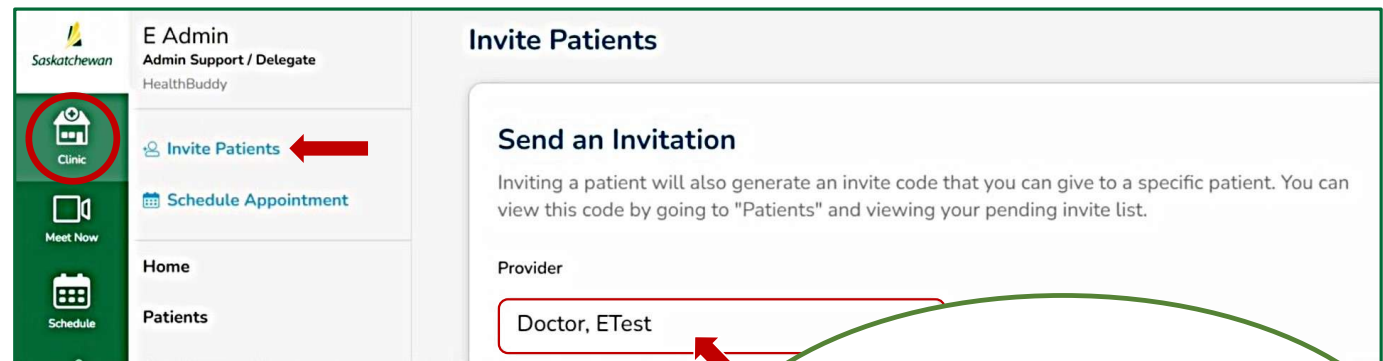 Saskatchewan
Clinic
Meet Now
Schedule
E Admin
Admin Support / Delegate
HealthBuddy
Invite Patients
Schedule Appointment
Home
Patients
Invite Patients
Send an Invitation
Inviting a patient will also generate an invite code that you can give to a specific patient. You can
view this code by going to "Patients" and viewing your pending invite list.
Provider
Doctor, ETest